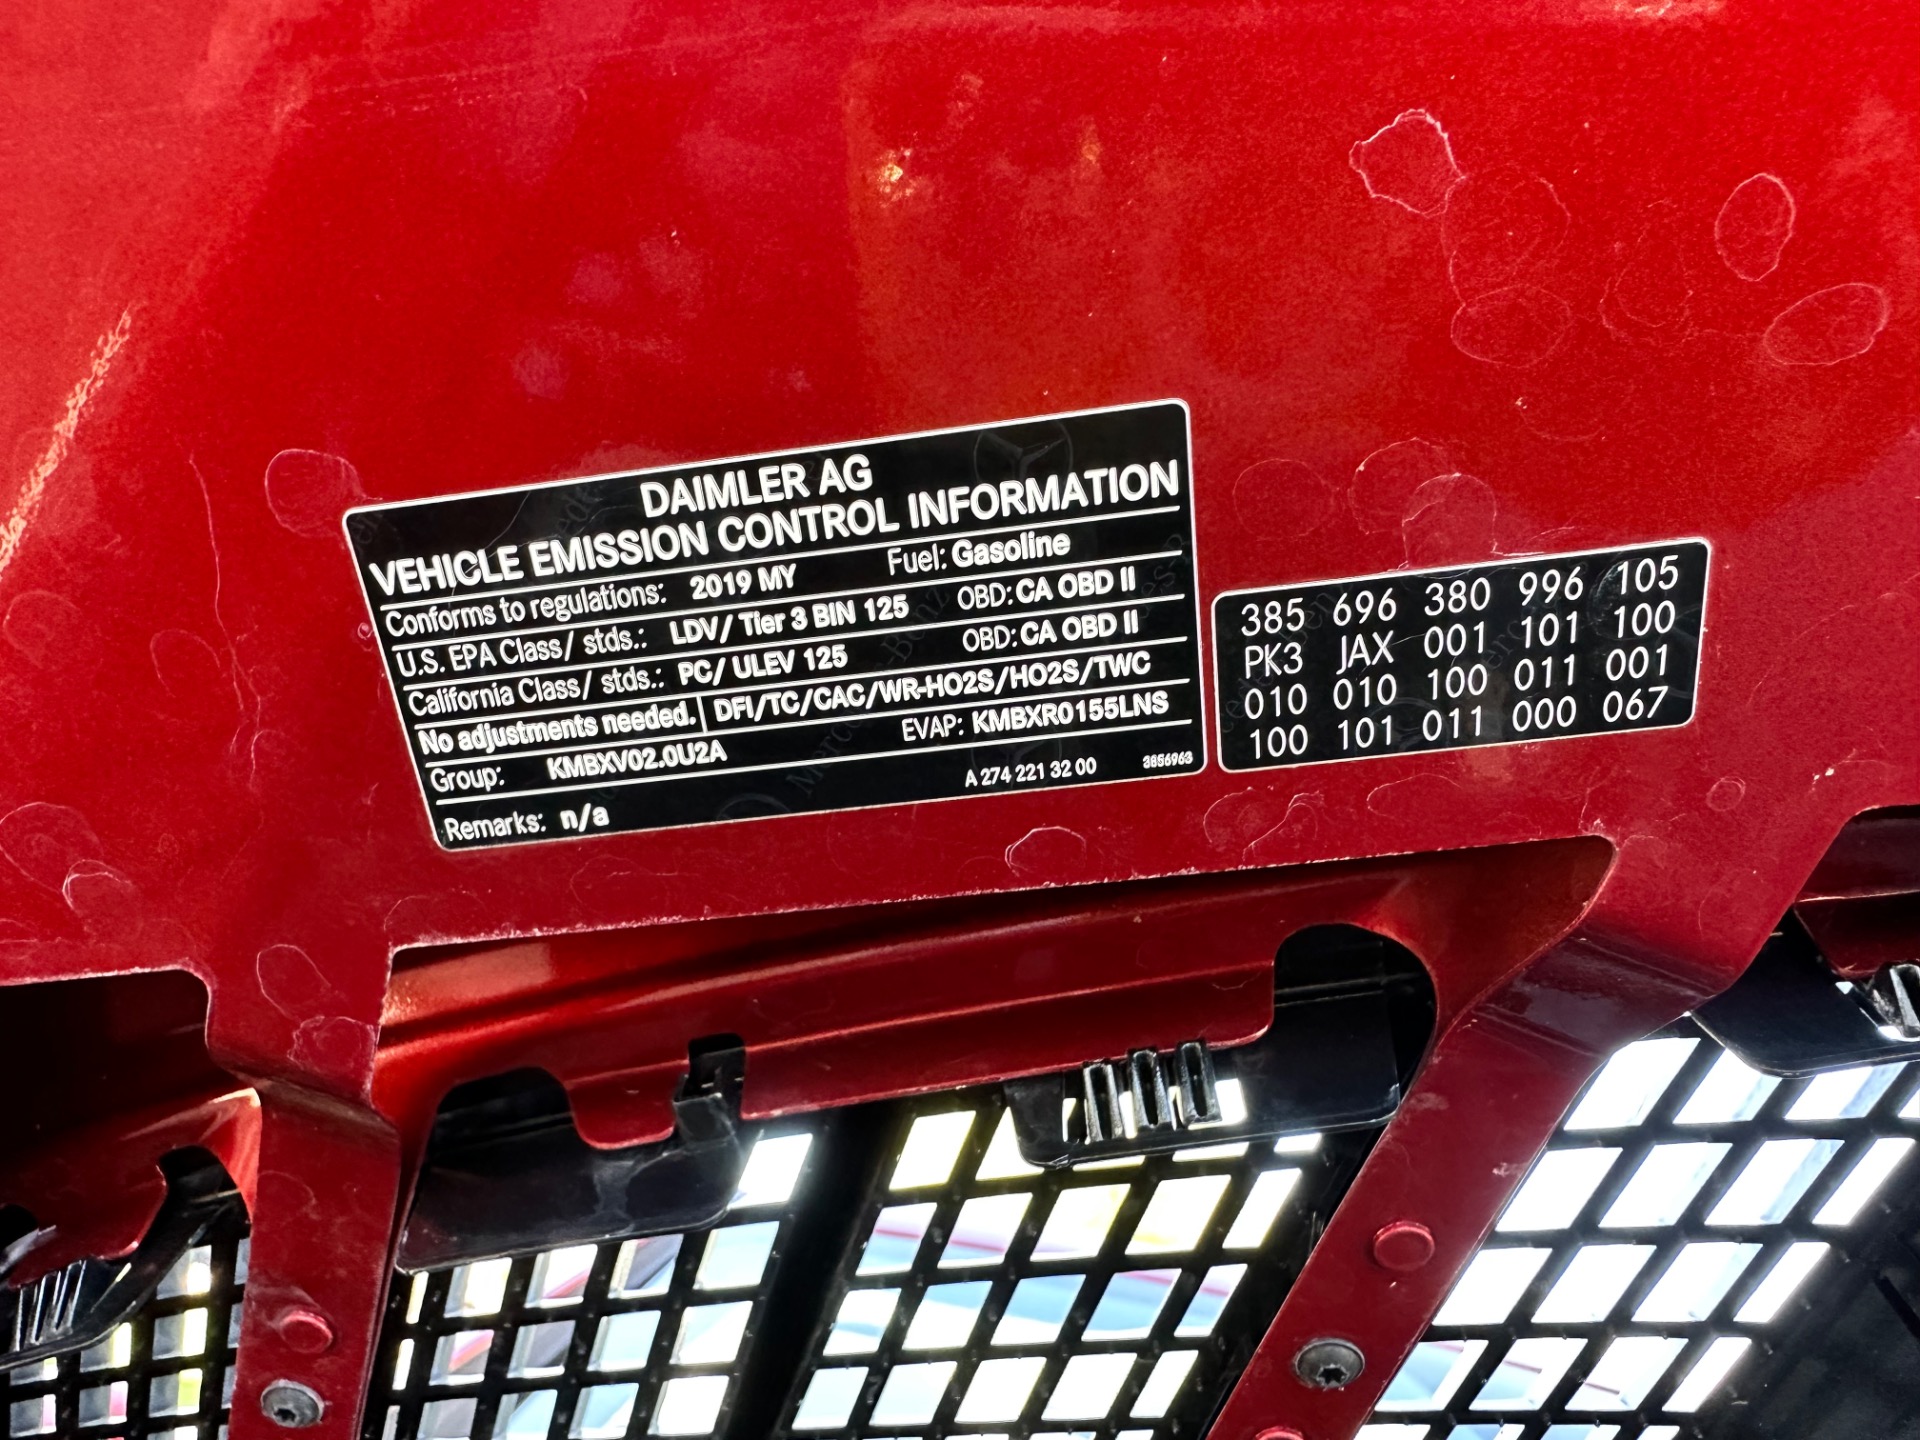 DAIMLER AG
VEHICLE EMISSION CONTROL INFORMATION
Conforms to regulations: 2019 MY Fuel: Gasoline
U.S. EPA Class/ stds.: LDV/ Tier 3 BIN 125 OBD: CA OBD II
California Class/ stds.: PC/ ULEV 125 OBD: CA OBD II
No adjustments needed. DFI/TC/CAC/WR-HO2S/HO2S/TWC
Group: KMBXV02.0U2A EVAP: KMBXR0155LNS
A 274 221 32 00 3856963
Remarks: n/a
385 696 380 996 105
PK3 JAX 001 101 100
010 010 100 011 001
100 101 011 000 067